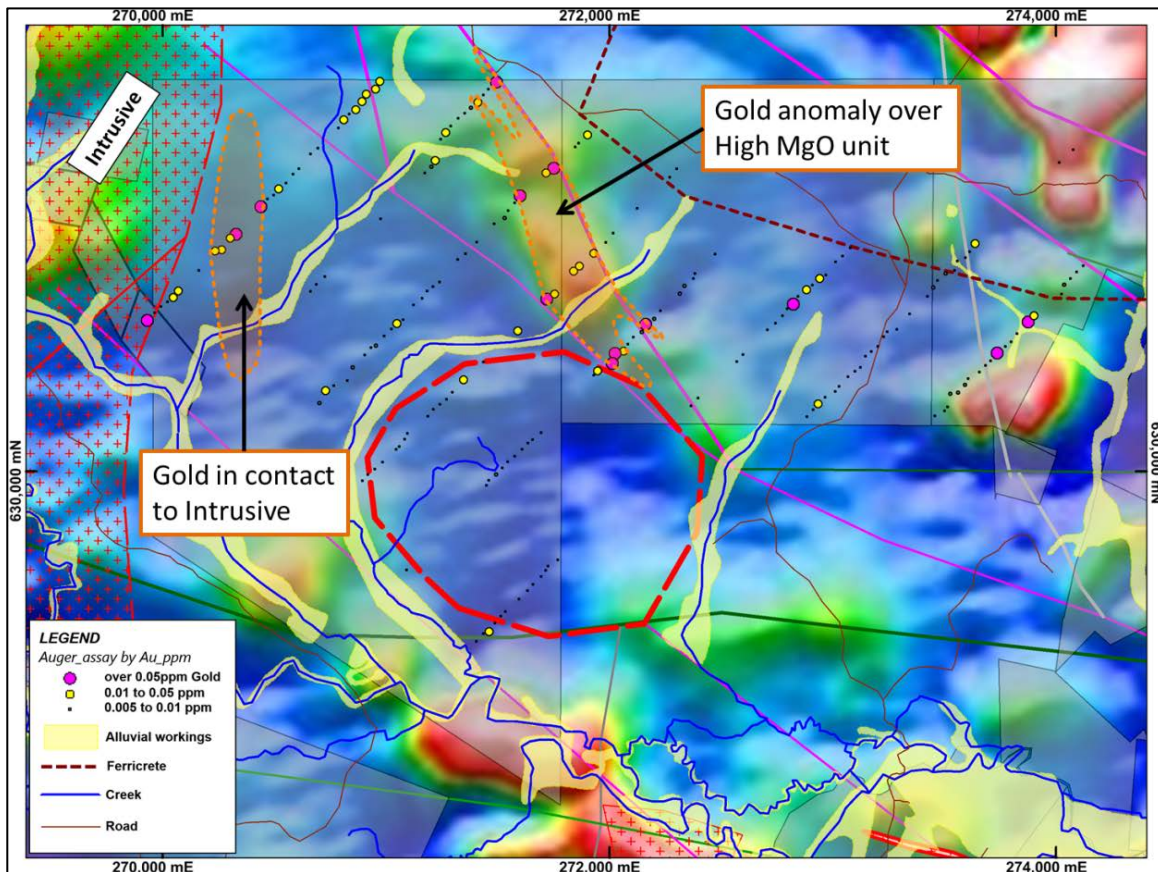 270,000 mE
272,000 mE
274,000 mE
Intrusive
Gold anomaly over
High MgO unit
630,000 mN
630,000 mN
Gold in contact
to Intrusive
LEGEND
Auger_assay by Au_ppm
over 0.05ppm Gold
0.01 to 0.05 ppm
0.005 to 0.01 ppm
Alluvial workings
Ferricrete
Creek
Road
270,000 mE
272,000 mE
274,000 mE